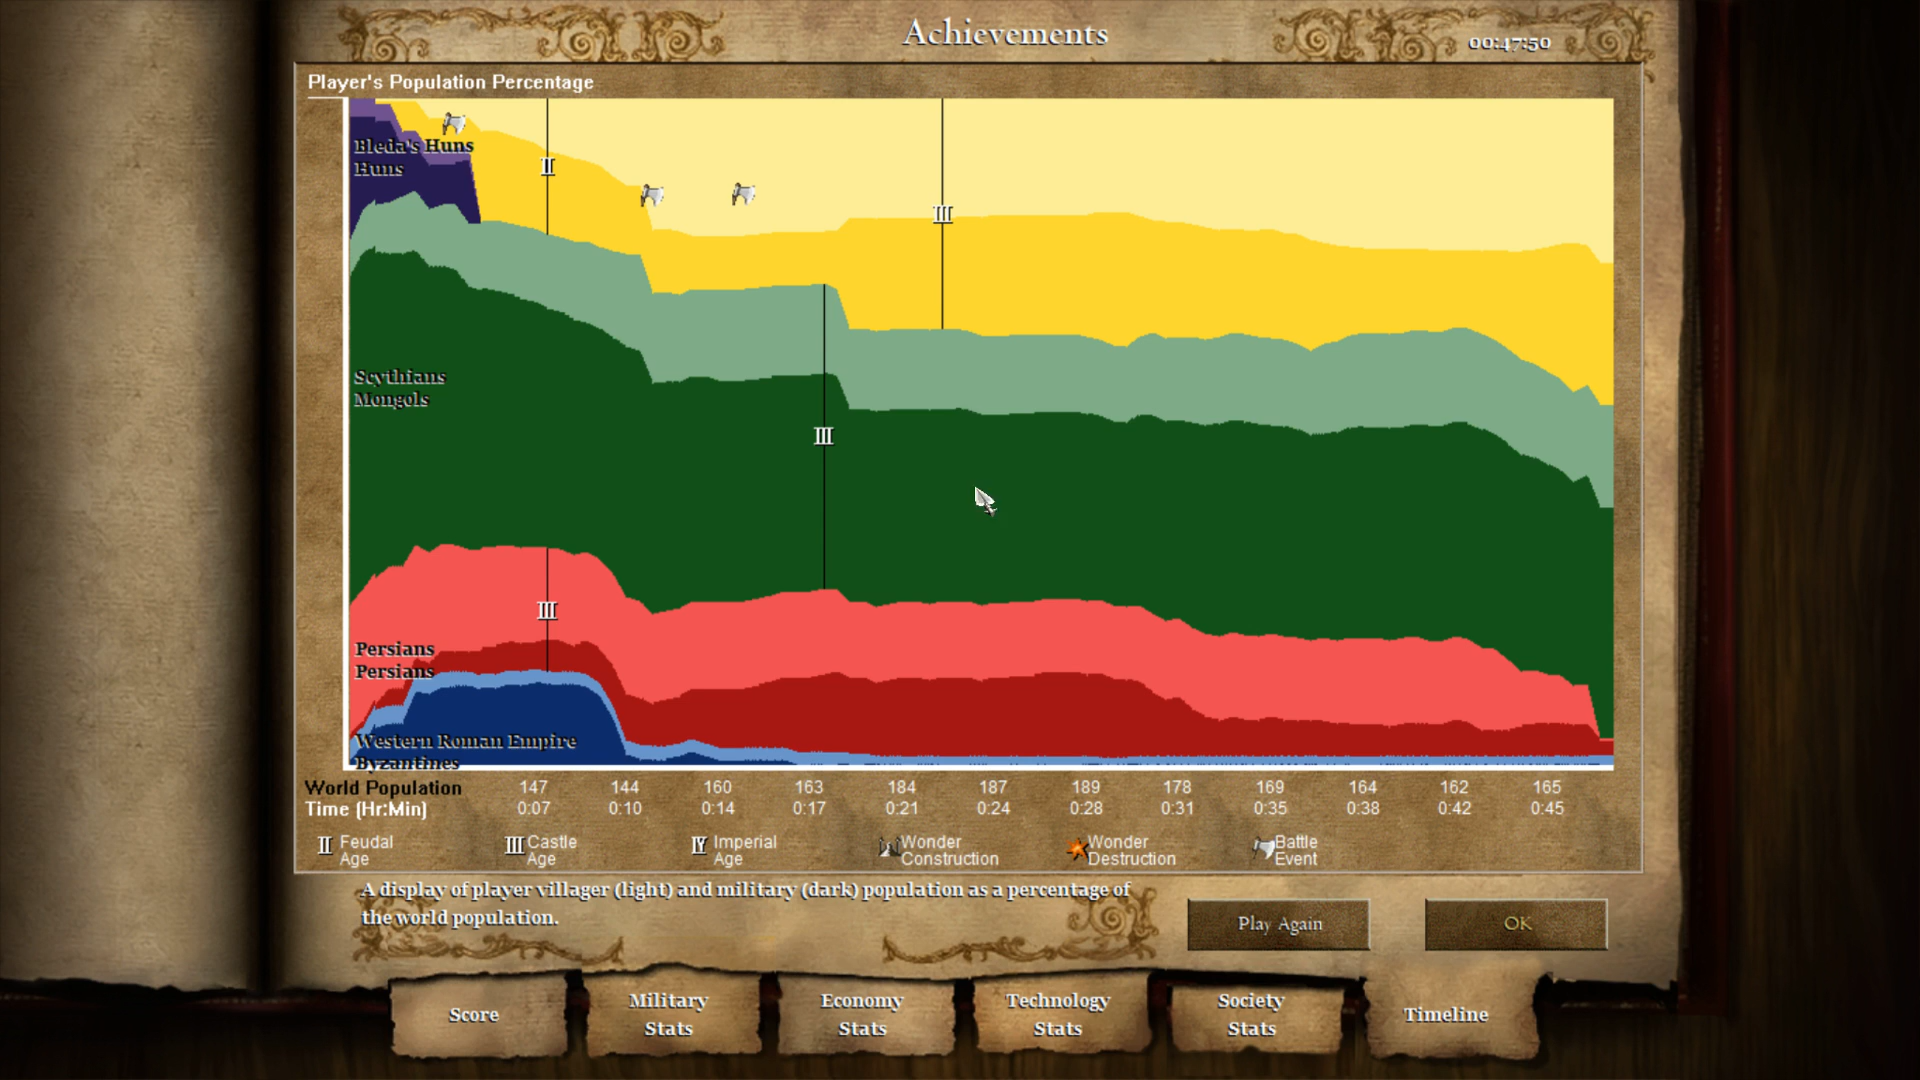 Achievements
00:47:50
Player's Population Percentage
Bleda's Huns
Huns
II
III
III
III
Scythians
Mongols
Persians
Persians
Western Roman Empire
Byzantines
World Population 147 144 160 163 184 187 189 178 169 164 162 165
Time (Hr:Min) 0:07 0:10 0:14 0:17 0:21 0:24 0:28 0:31 0:35 0:38 0:42 0:45
II Feudal Age
III Castle Age
IV Imperial Age
Wonder Construction
Wonder Destruction
Battle Event
A display of player villager (light) and military (dark) population as a percentage of
the world population.
Play Again
OK
Score
Military Stats
Economy Stats
Technology Stats
Society Stats
Timeline